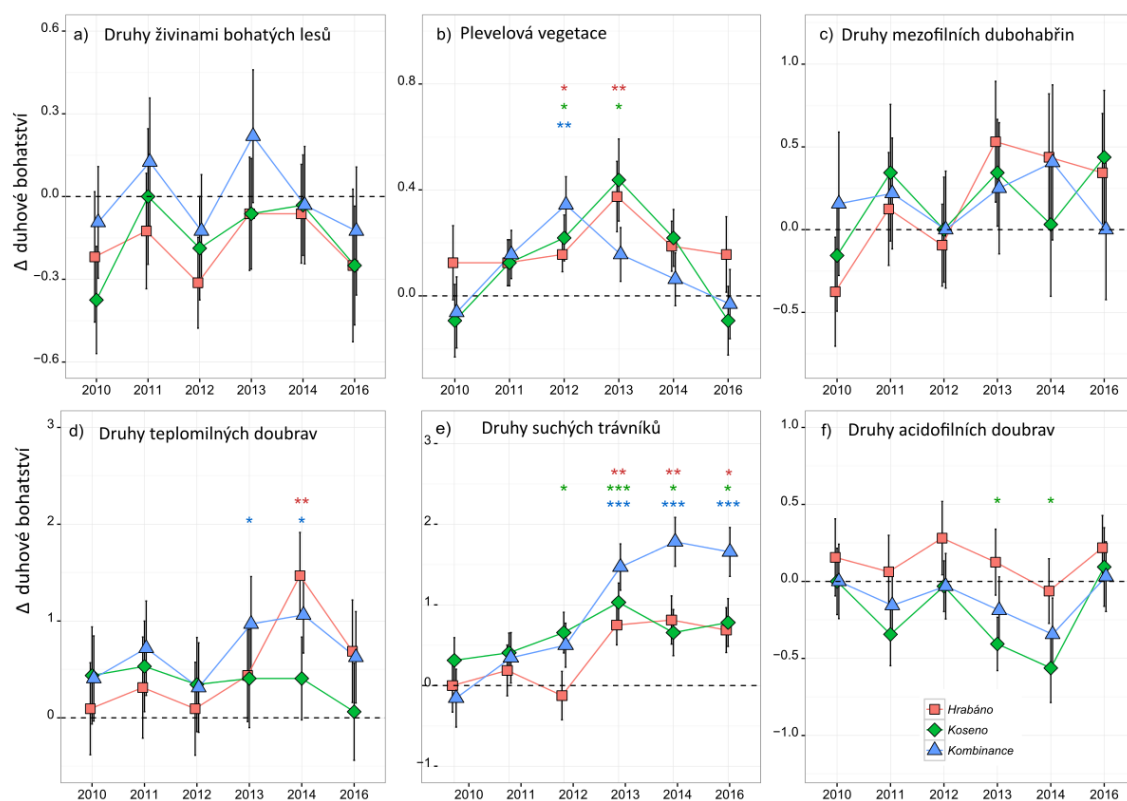 a) Druhy živinami bohatých lesů
Δ duhové bohatství
0.6
0.3
0.0
−0.3
−0.6
2010 2011 2012 2013 2014 2016
b) Plevelová vegetace
0.8
0.4
0.0
* **
* *
**
2010 2011 2012 2013 2014 2016
c) Druhy mezofilních dubohabřin
1.0
0.5
0.0
−0.5
2010 2011 2012 2013 2014 2016
d) Druhy teplomilných doubrav
Δ duhové bohatství
3
2
1
0
**
* *
2010 2011 2012 2013 2014 2016
e) Druhy suchých trávníků
3
2
1
0
−1
** ** *
* *** * *
*** *** ***
2010 2011 2012 2013 2014 2016
f) Druhy acidofilních doubrav
1.0
0.5
0.0
−0.5
−1.0
* *
Hrabáno
Koseno
Kombinance
2010 2011 2012 2013 2014 2016